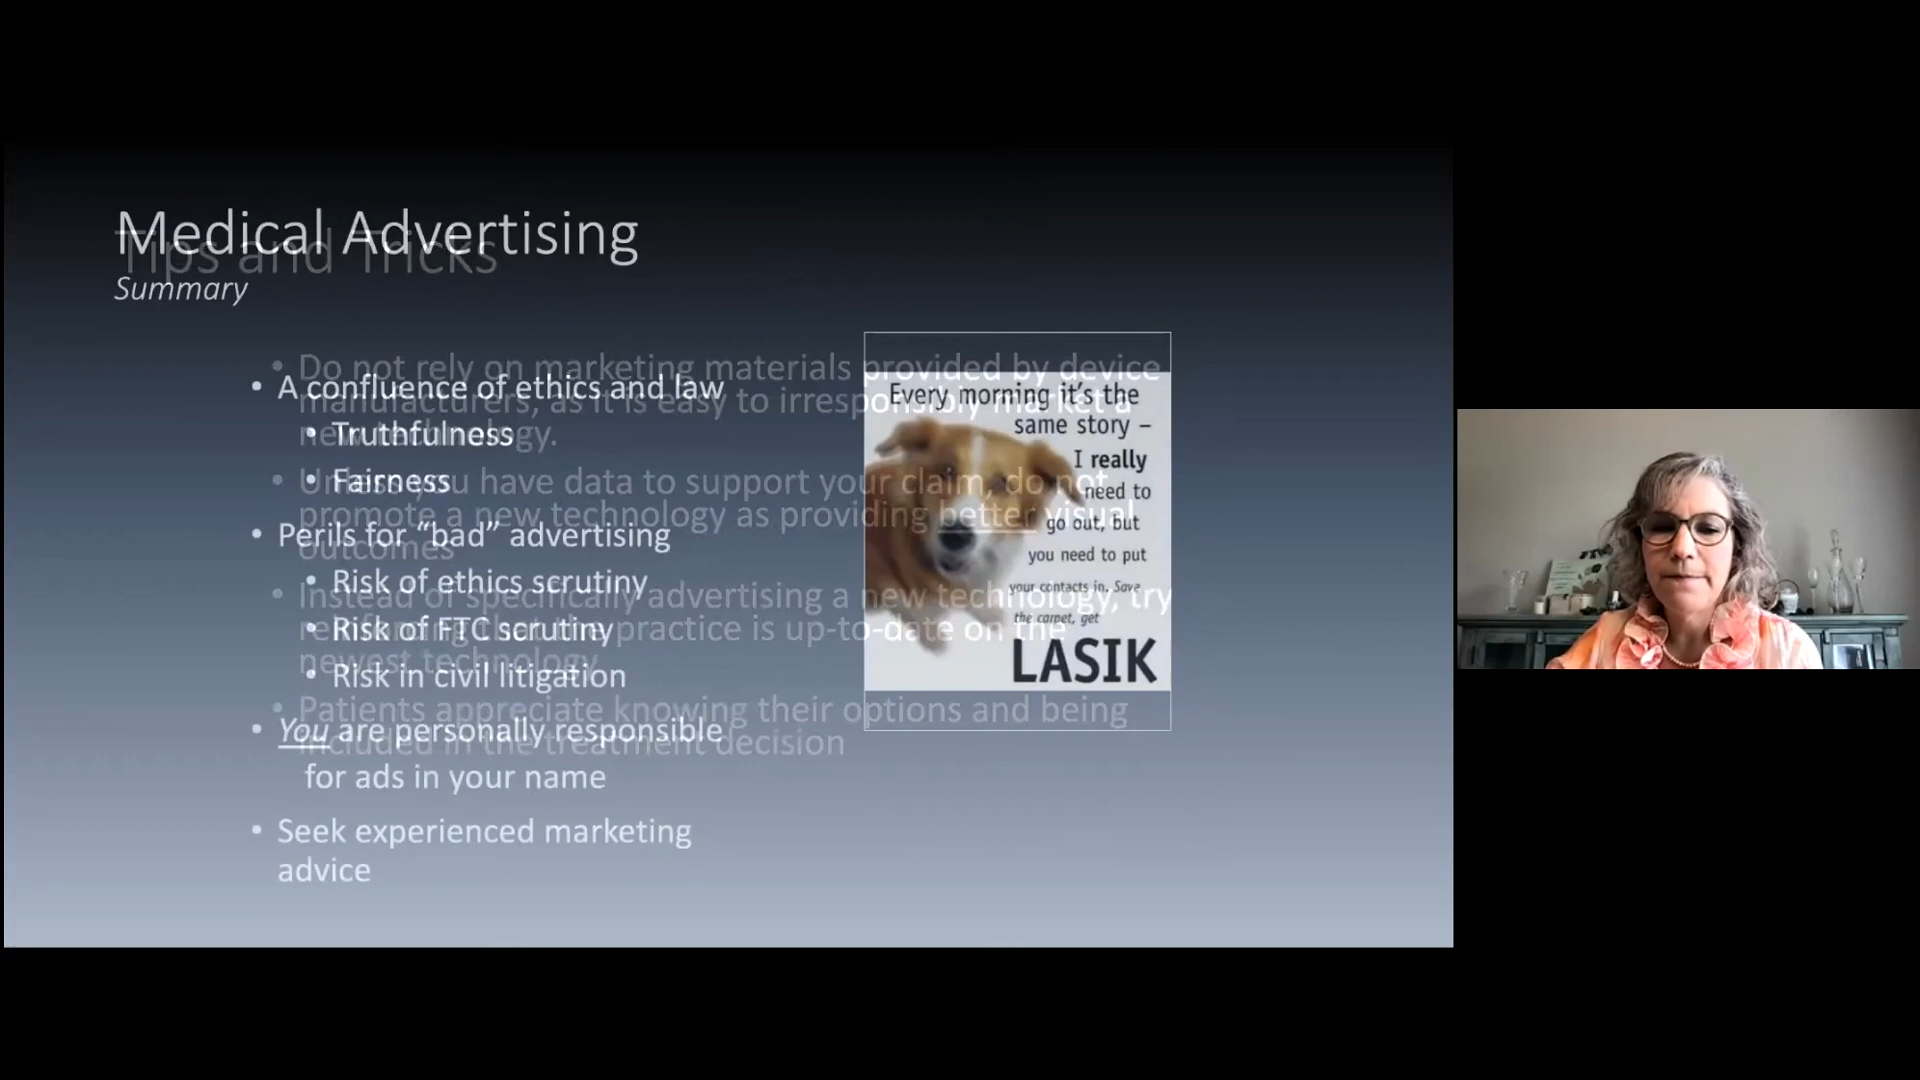 Medical Advertising
Summary
• A confluence of ethics and law
• Truthfulness
• Fairness
• Perils for “bad” advertising
• Risk of ethics scrutiny
• Risk of FTC scrutiny
• Risk in civil litigation
• You are personally responsible
for ads in your name
• Seek experienced marketing
advice
Tips and Tricks
• Do not rely on marketing materials provided by device
manufacturers, as it is easy to irresponsibly market a
new technology.
• Unless you have data to support your claim, do not
promote a new technology as providing better visual
outcomes
• Instead of specifically advertising a new technology, try
that the practice is up-to-date on the
newest technology
• Patients appreciate knowing their options and being
included in the treatment decision
Every morning it’s the
same story –
I really
need to
go out, but
you need to put
your contacts in. Save
the carpet, get
LASIK